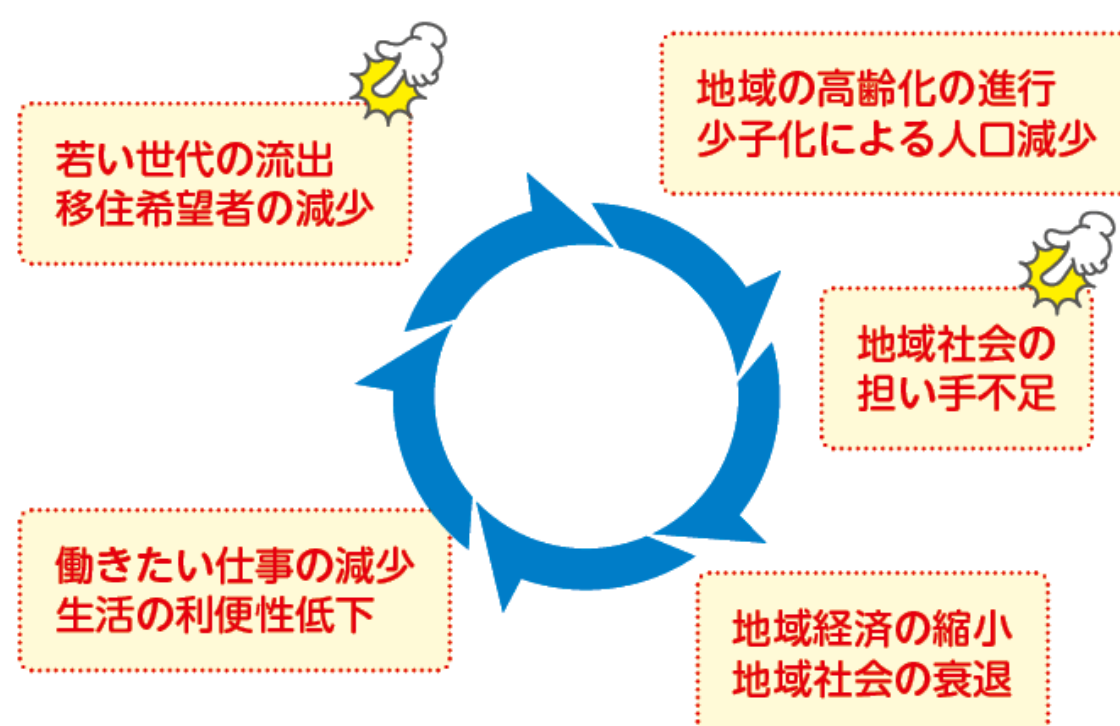 若い世代の流出
移住希望者の減少
地域の高齢化の進行
少子化による人口減少
地域社会の
担い手不足
働きたい仕事の減少
生活の利便性低下
地域経済の縮小
地域社会の衰退